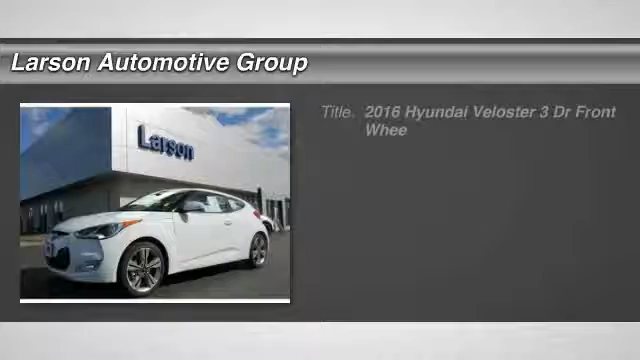 Larson Automotive Group
Larson
Title. 2016 Hyundai Veloster 3 Dr Front
Whee